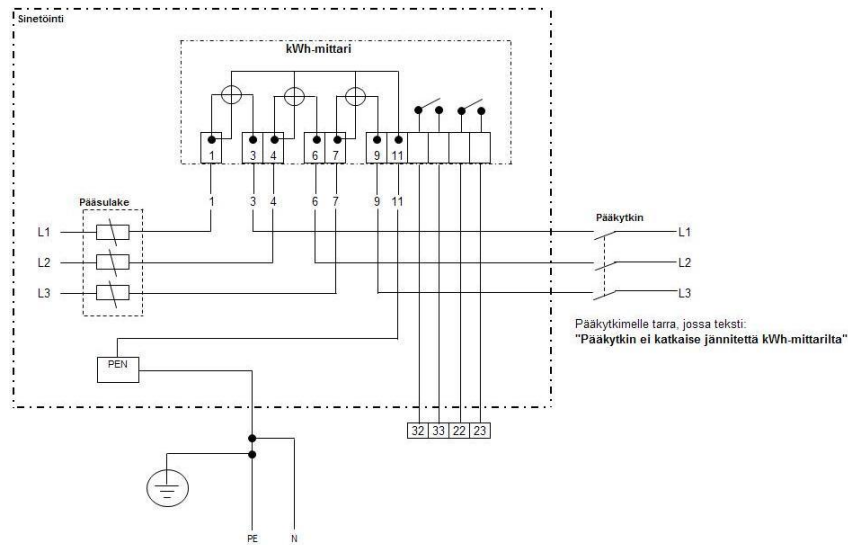 Sinetöinti
kWh-mittari
1 3 4 6 7 9 11
1 3 4 6 7 9 11
Pääsulake
Pääkytkin
L1 L1
L2 L2
L3 L3
Pääkytkimelle tarra, jossa teksti:
"Pääkytkin ei katkaise jännitettä kWh-mittarilta"
PEN
32 33 22 23
PE N